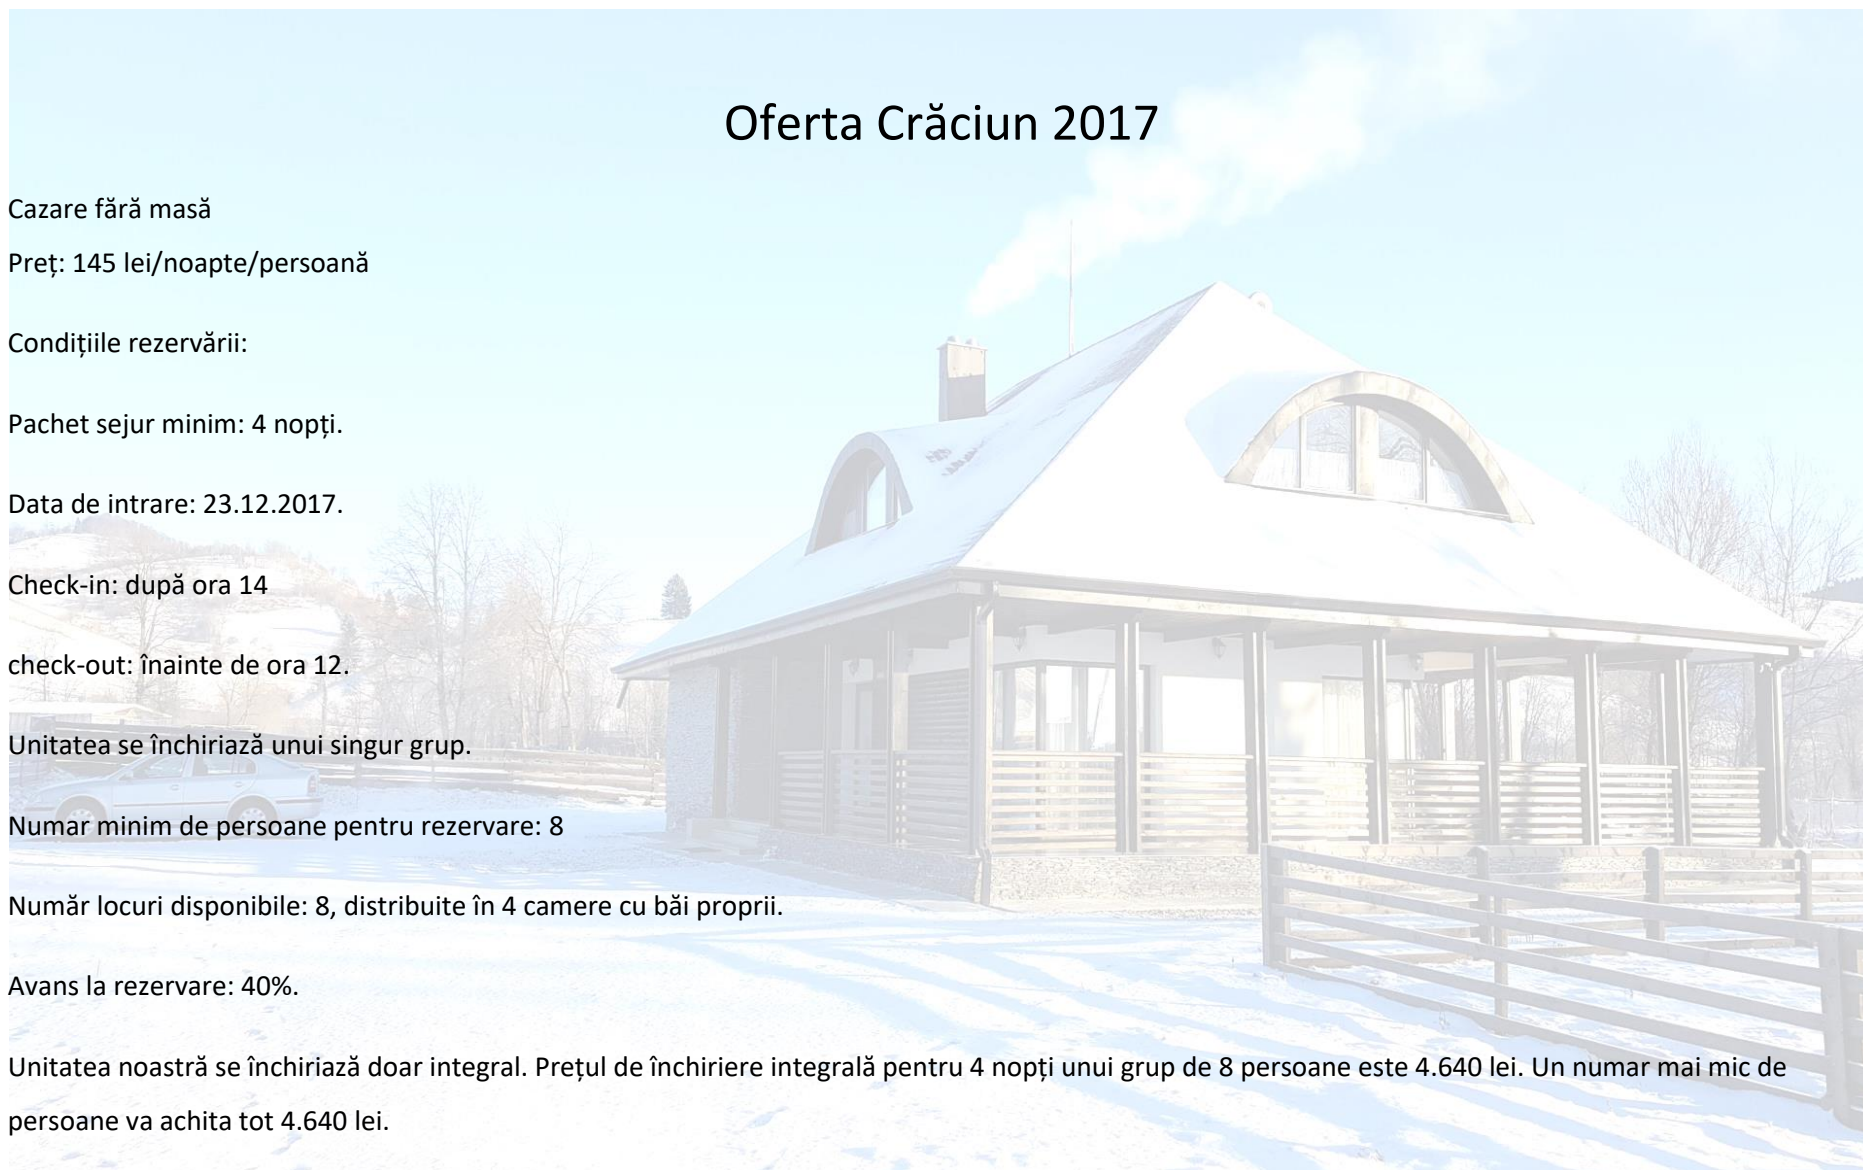 Oferta Crăciun 2017
Cazare fără masă
Preț: 145 lei/noapte/persoană
Condițiile rezervării:
Pachet sejur minim: 4 nopți.
Data de intrare: 23.12.2017.
Check-in: după ora 14
check-out: înainte de ora 12.
Unitatea se închiriază unui singur grup.
Numar minim de persoane pentru rezervare: 8
Număr locuri disponibile: 8, distribuite în 4 camere cu băi proprii.
Avans la rezervare: 40%.
Unitatea noastră se închiriază doar integral. Prețul de închiriere integrală pentru 4 nopți unui grup de 8 persoane este 4.640 lei. Un numar mai mic de
persoane va achita tot 4.640 lei.